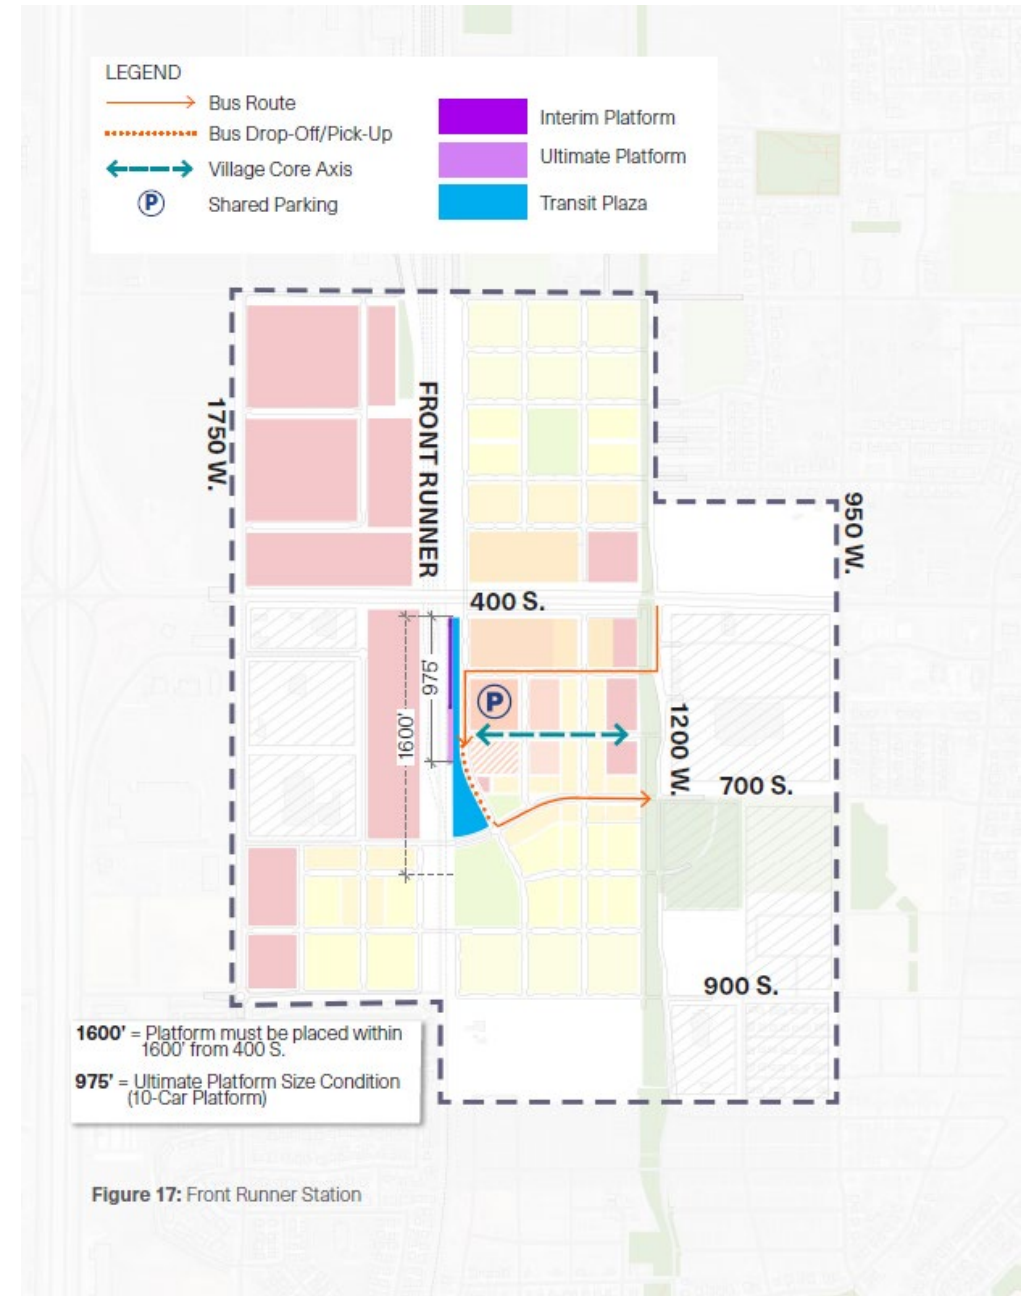 LEGEND
Bus Route
Bus Drop-Off/Pick-Up
Village Core Axis
P
Shared Parking
Interim Platform
Ultimate Platform
Transit Plaza
1750 W.
FRONT RUNNER
950 W.
400 S.
975
1600'
P
1200 W.
700 S.
900 S.
1600' = Platform must be placed within
1600' from 400 S.
975' = Ultimate Platform Size Condition
(10-Car Platform)
Figure 17: Front Runner Station